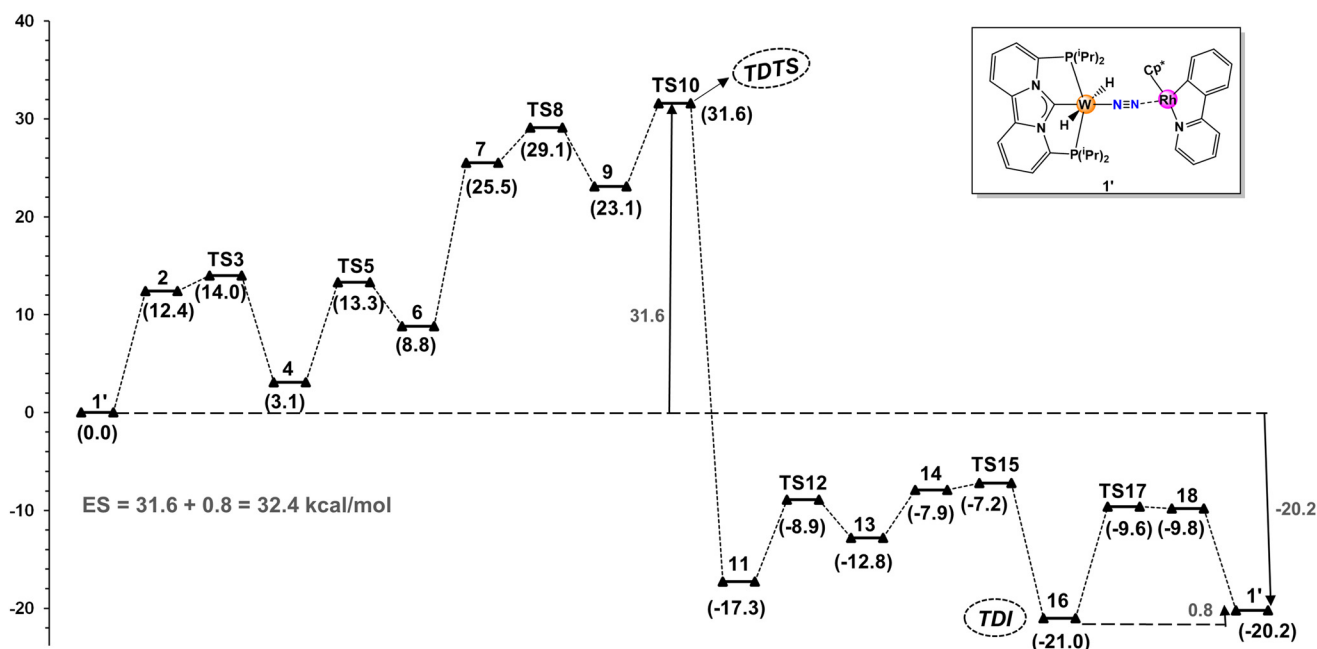 40
30
20
10
0
-10
-20
1'
(0.0)
2
(12.4)
TS3
(14.0)
4
(3.1)
TS5
(13.3)
6
(8.8)
7
(25.5)
TS8
(29.1)
9
(23.1)
TS10
(31.6)
TDTS
31.6
11
(-17.3)
TS12
(-8.9)
13
(-12.8)
14
(-7.9)
TS15
(-7.2)
16
(-21.0)
TDI
TS17
(-9.6)
18
(-9.8)
0.8
1'
(-20.2)
-20.2
ES = 31.6 + 0.8 = 32.4 kcal/mol
P(iPr)2
Cp*
N
H
W
N≡N
Rh
H
N
N
P(iPr)2
1'